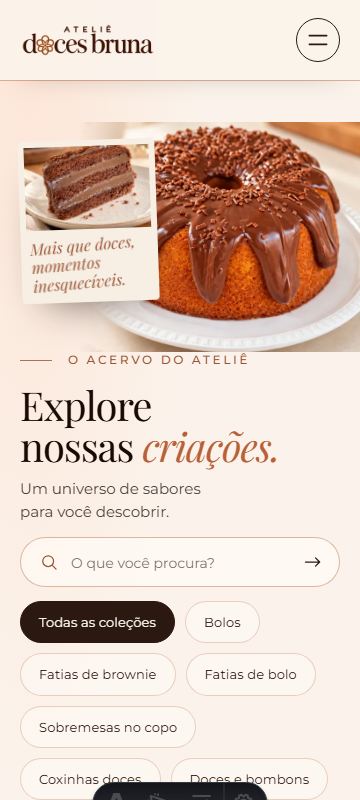 ATELIÊ
doces bruna
Mais que doces,
momentos
inesquecíveis.
O ACERVO DO ATELIÊ
Explore
nossas criações.
Um universo de sabores
para você descobrir.
O que você procura?
Todas as coleções
Bolos
Fatias de brownie
Fatias de bolo
Sobremesas no copo
Coxinhas doces
Doces e bombons